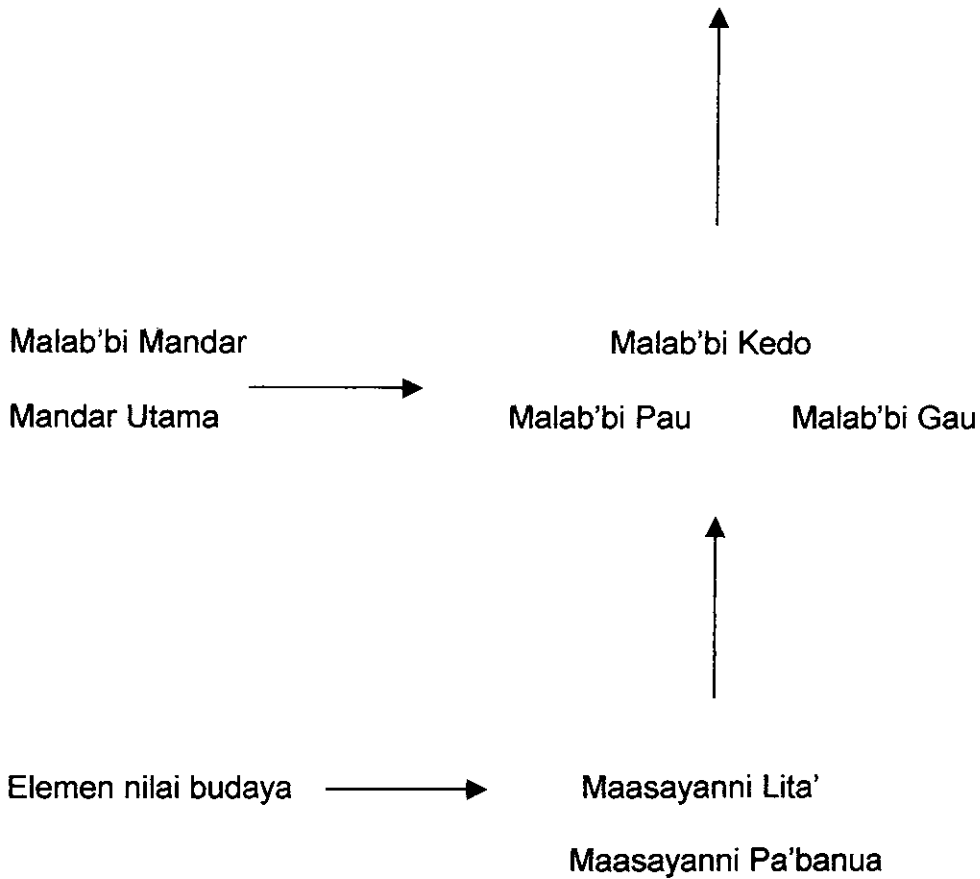 Malab'bi Mandar Malab'bi Kedo
Mandar Utama Malab'bi Pau Malab'bi Gau
Elemen nilai budaya Maasayanni Lita'
Maasayanni Pa'banua